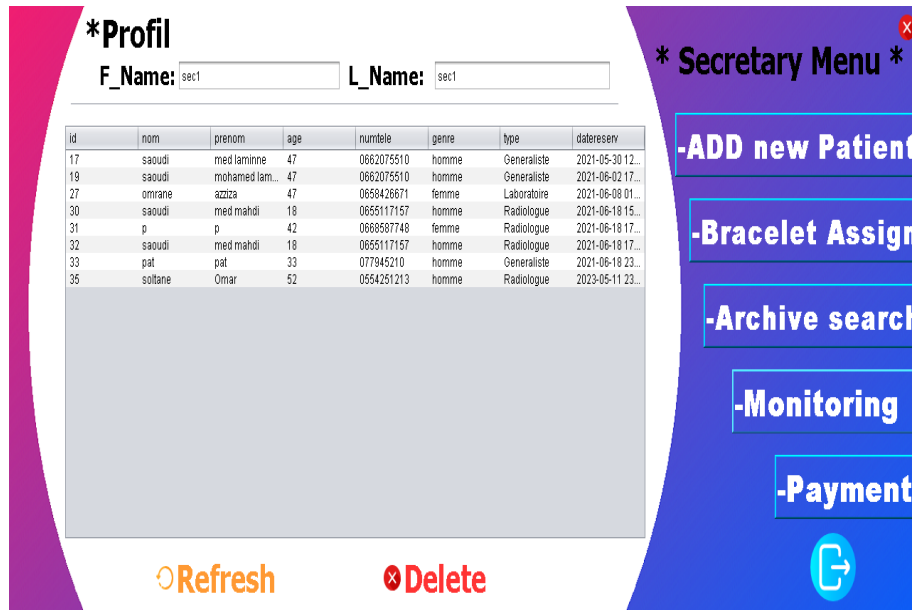 *Profil
F_Name: sec1 L_Name: sec1
id nom prenom age numtele genre type datereserv
17 saoudi med laminne 47 0662075510 homme Generaliste 2021-05-30 12...
19 saoudi mohamed lam... 47 0662075510 homme Generaliste 2021-06-02 17...
27 omrane azziza 47 0658426671 femme Laboratoire 2021-06-08 01...
30 saoudi med mahdi 18 0655117157 homme Radiologue 2021-06-18 15...
31 p p 42 0668587748 femme Radiologue 2021-06-18 17...
32 saoudi med mahdi 18 0655117157 homme Radiologue 2021-06-18 17...
33 pat pat 33 077945210 homme Generaliste 2021-06-18 23...
35 soltane Omar 52 0554251213 homme Radiologue 2023-05-11 23...
Refresh Delete
* Secretary Menu *
-ADD new Patient
-Bracelet Assign
-Archive search
-Monitoring
-Payment